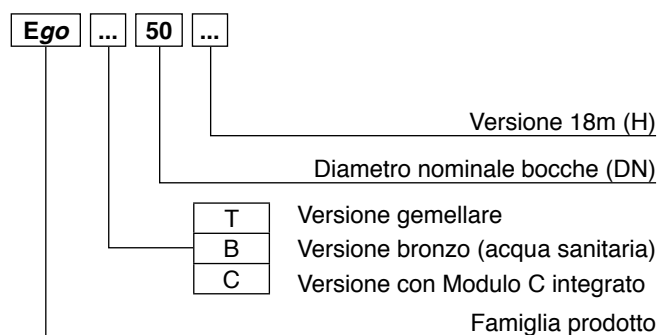 Ego ... 50 ...
Versione 18m (H)
Diametro nominale bocche (DN)
T Versione gemellare
B Versione bronzo (acqua sanitaria)
C Versione con Modulo C integrato
Famiglia prodotto